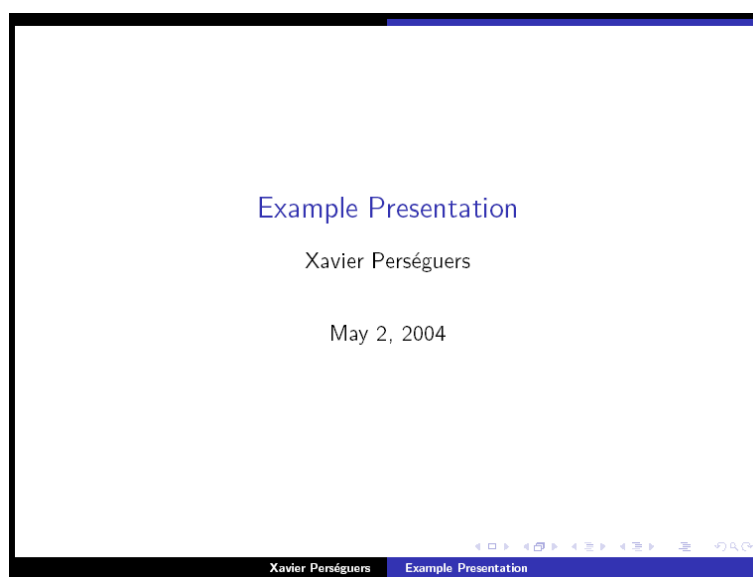 Example Presentation
Xavier Perséguers
May 2, 2004
Xavier Perséguers Example Presentation